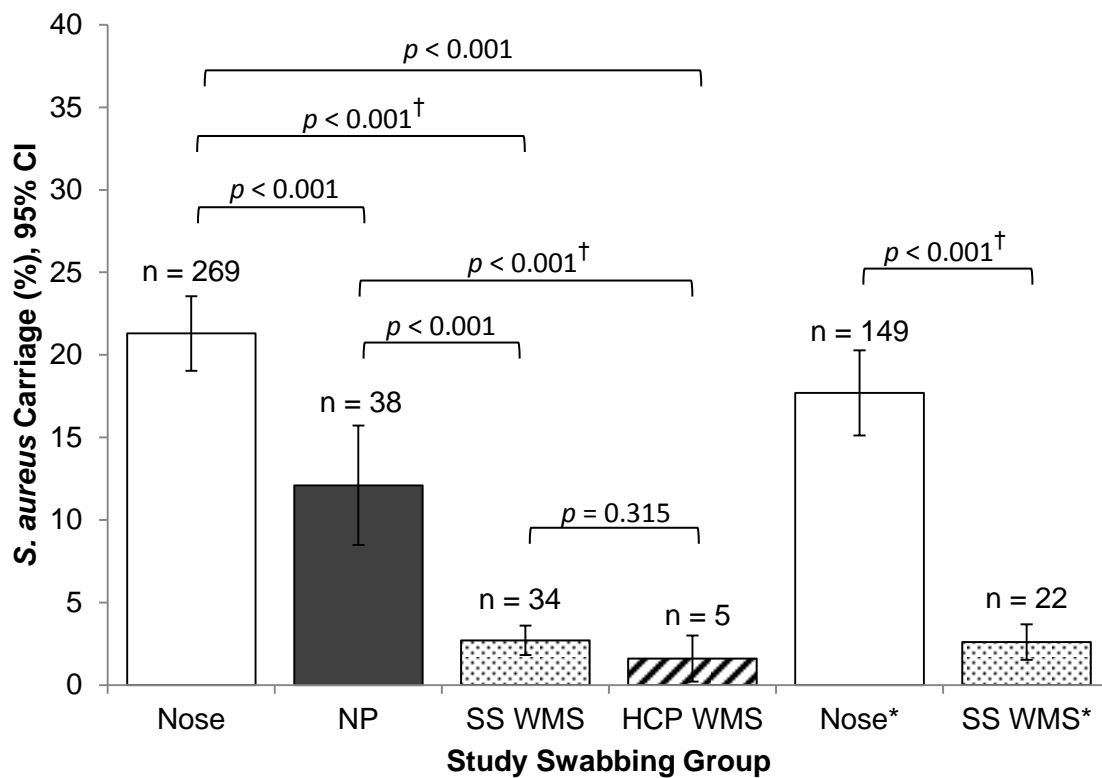 S. aureus Carriage (%), 95% CI
40
35
30
25
20
15
10
5
0
p < 0.001
p < 0.001†
p < 0.001
p < 0.001†
p < 0.001
p = 0.315
p < 0.001†
n = 269
n = 38
n = 34
n = 5
n = 149
n = 22
Nose NP SS WMS HCP WMS Nose* SS WMS*
Study Swabbing Group